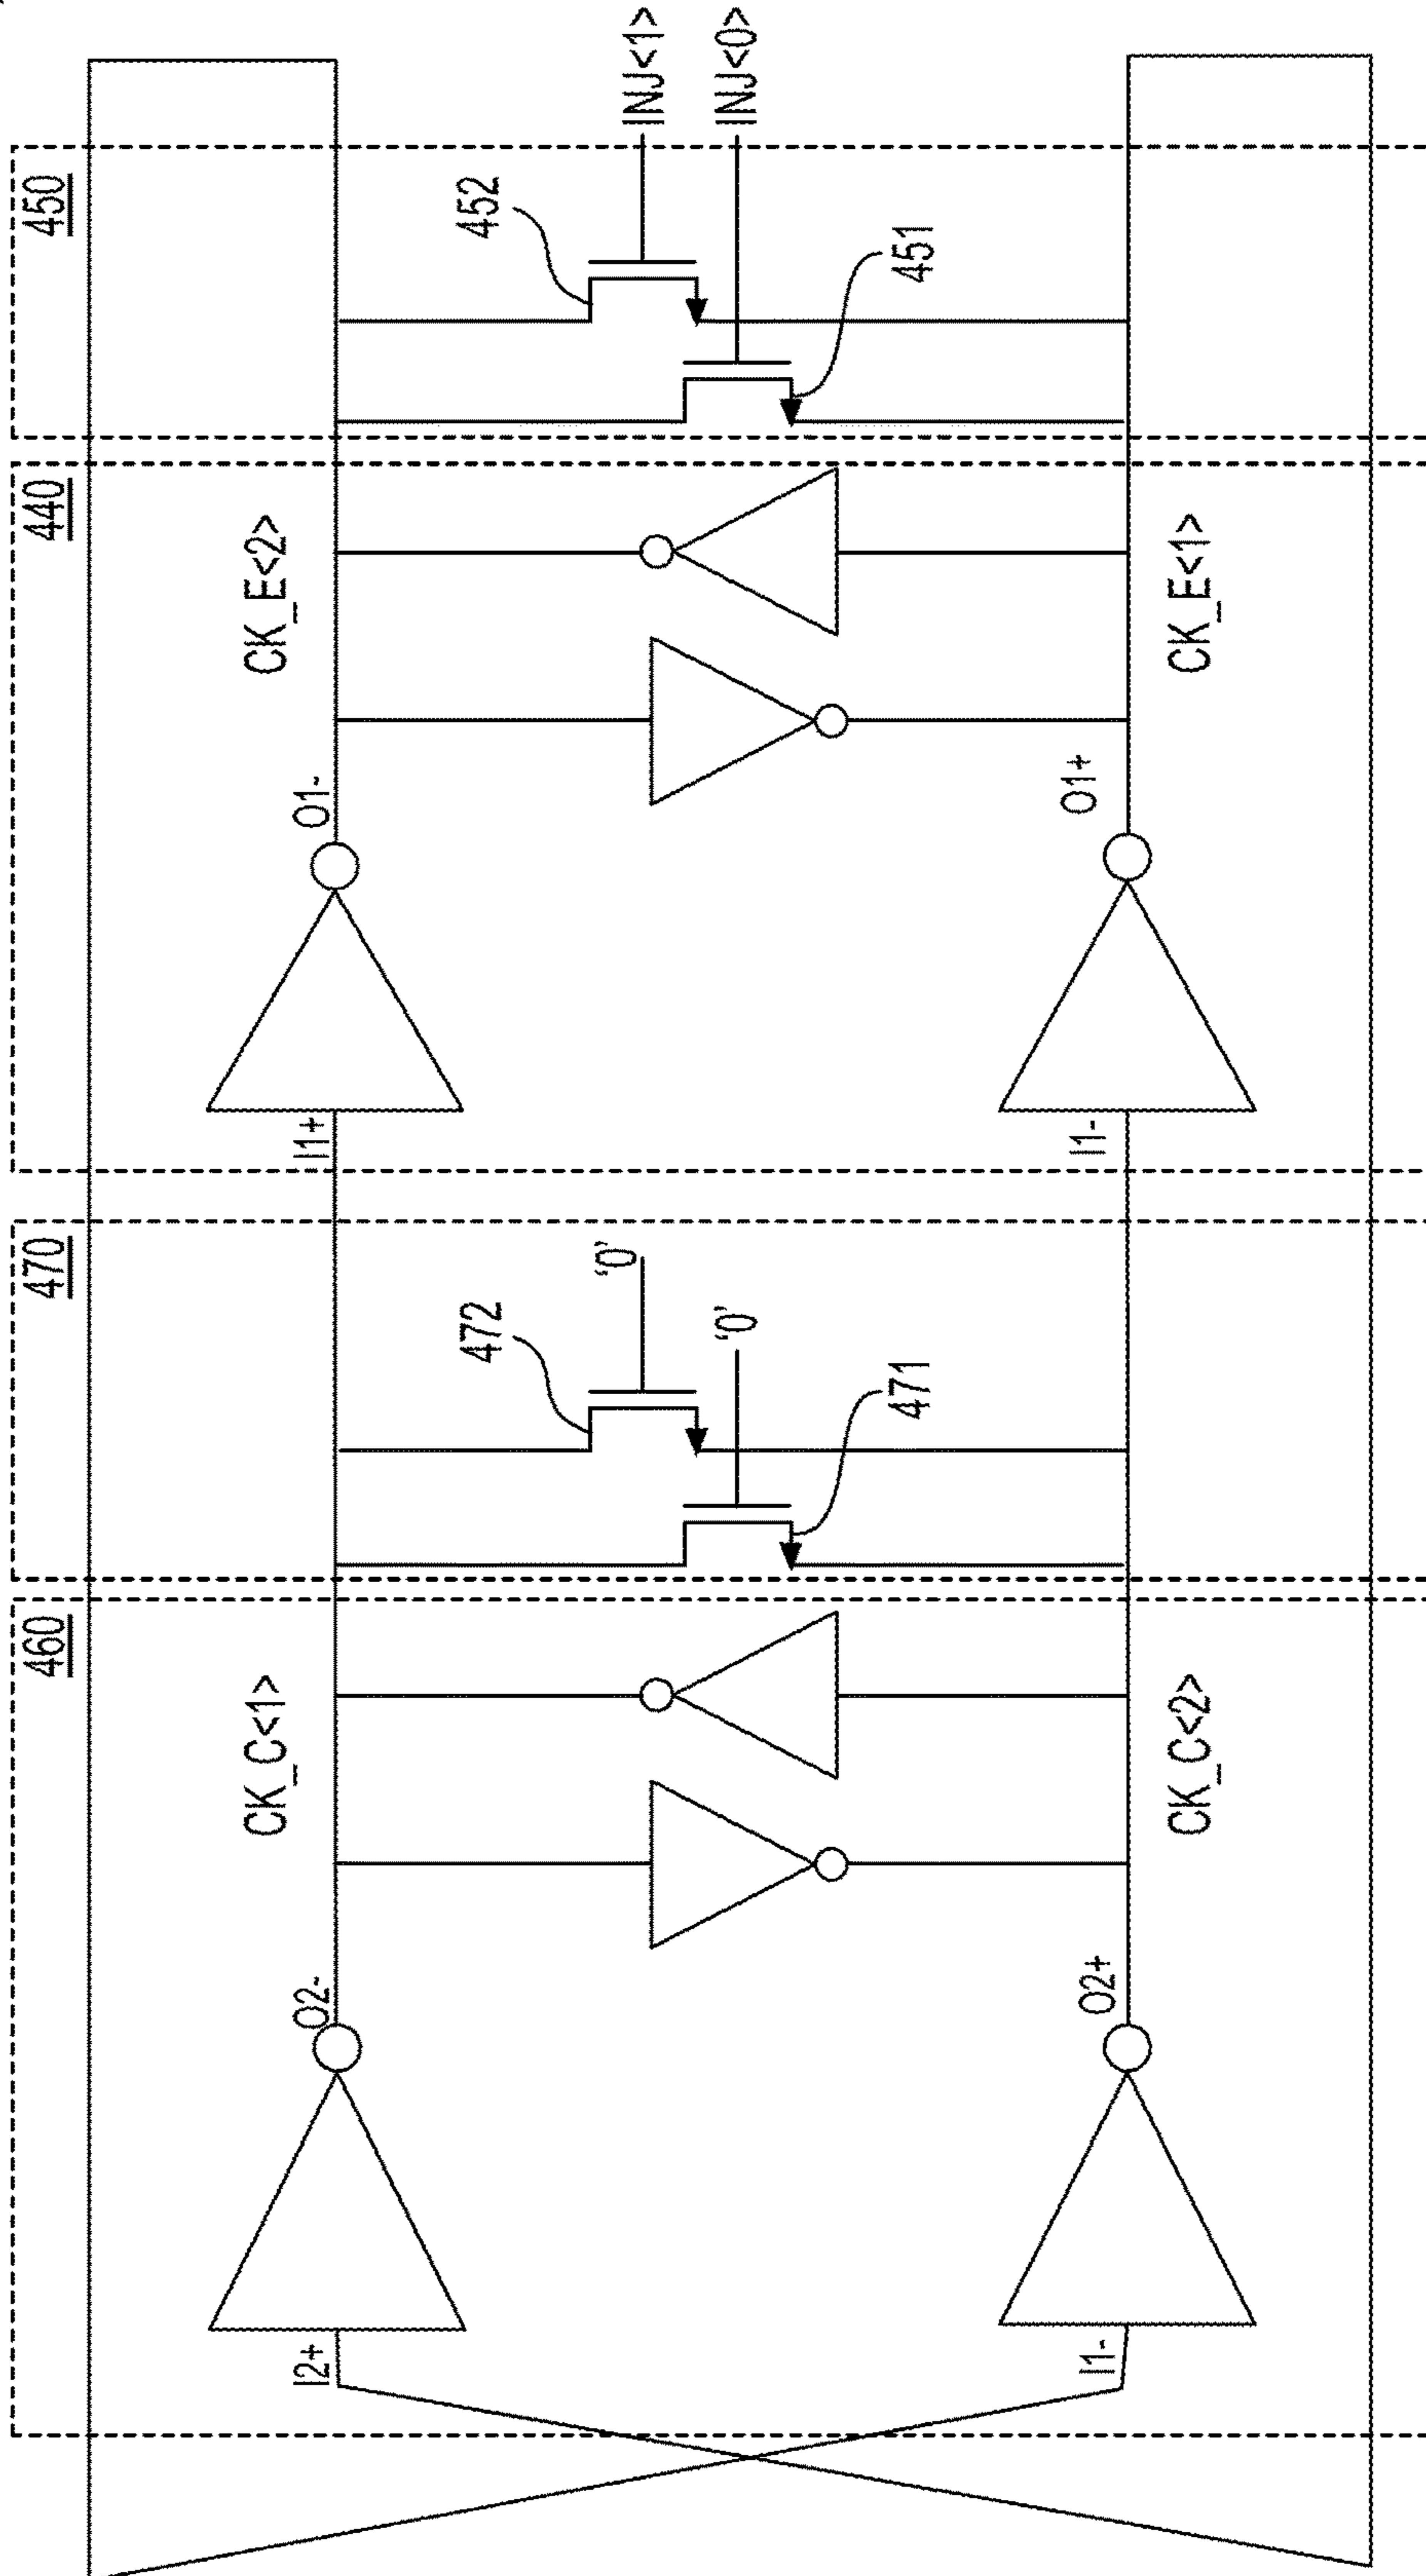 460
470
440
450
I2+
O2-
CK_C<1>
I1+
O1-
CK_E<2>
472
'0'
'0'
471
452
INJ<1>
INJ<0>
451
I1-
O2+
CK_C<2>
I1-
O1+
CK_E<1>